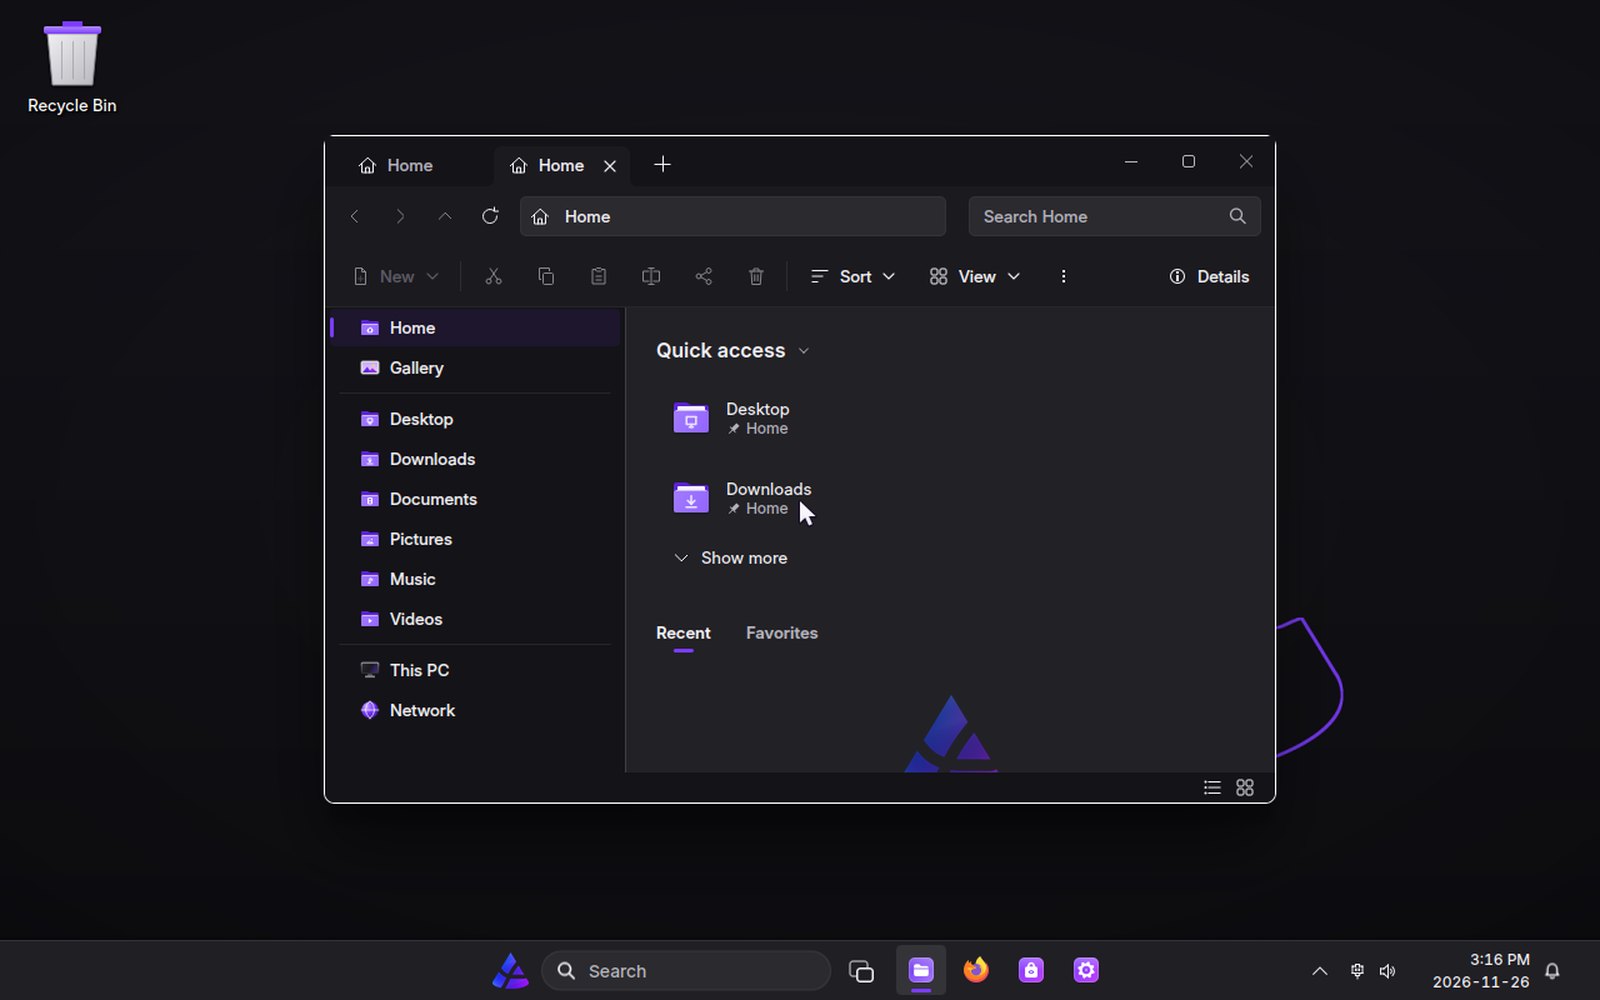 Recycle Bin
Home
Home
Home
Search Home
New
Sort
View
Details
Home
Gallery
Desktop
Downloads
Documents
Pictures
Music
Videos
This PC
Network
Quick access
Desktop
Home
Downloads
Home
Show more
Recent
Favorites
Search
3:16 PM
2026-11-26